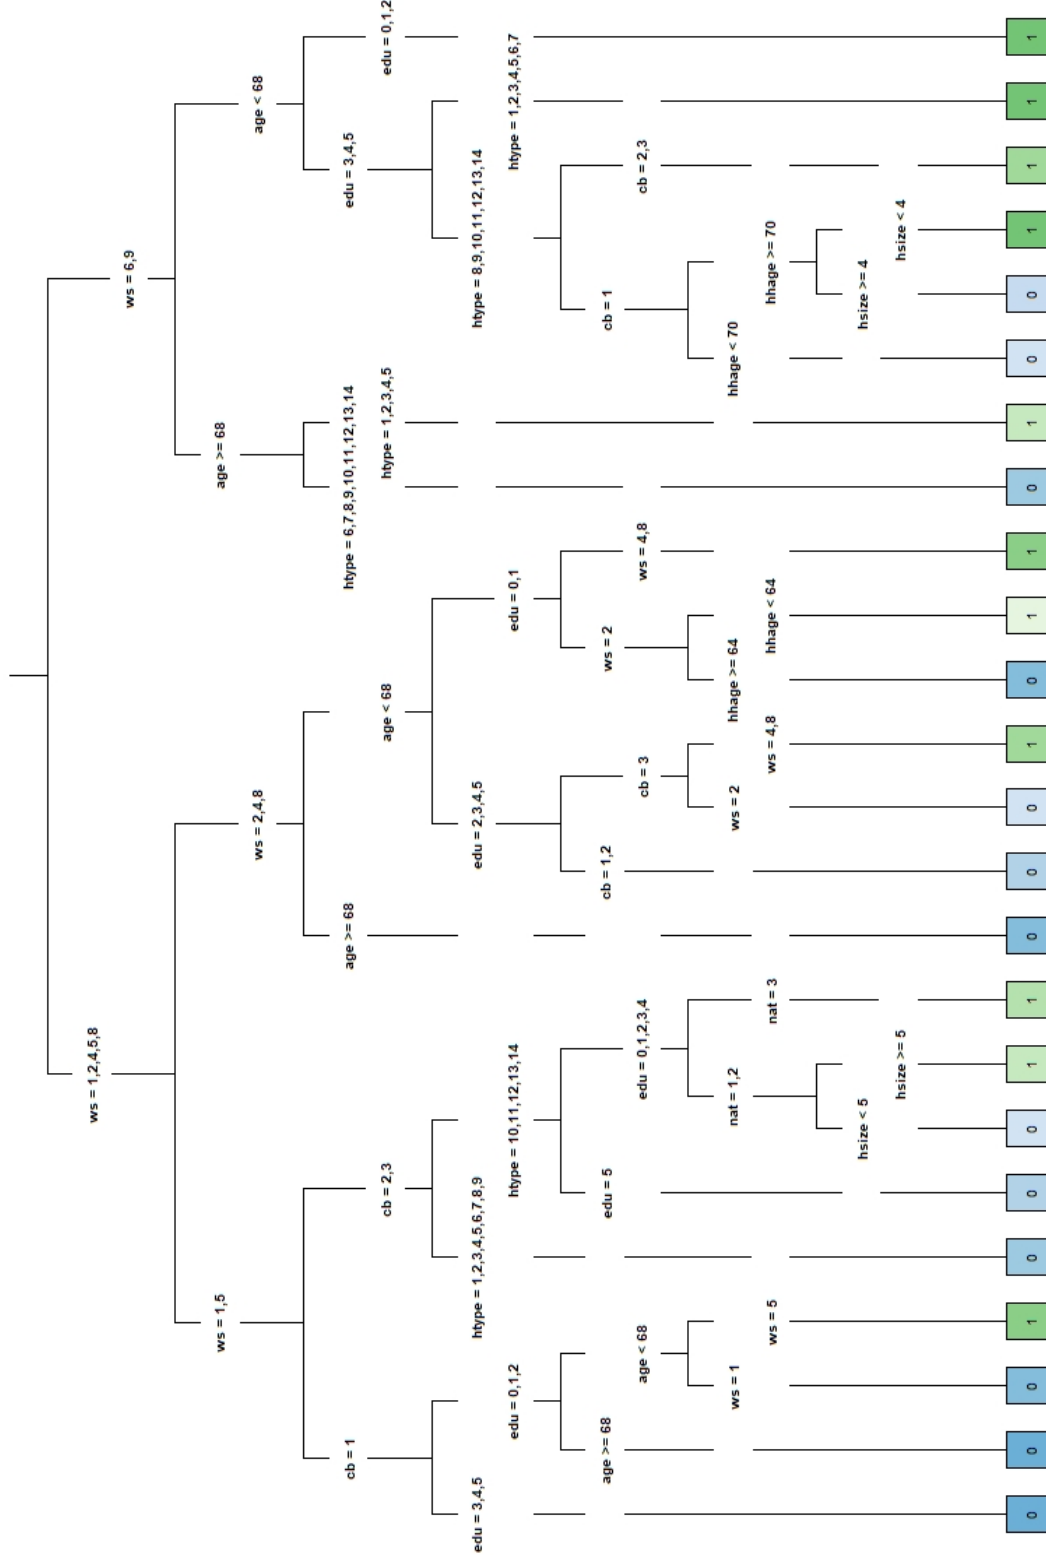 ws = 1,2,4,5,8
ws = 6,9
ws = 1,5
age >= 68
ws = 2,4,8
age < 68
cb = 1
age >= 68
htype = 6,7,8,9,10,11,12,13,14
edu = 3,4,5
cb = 2,3
age < 68
htype = 1,2,3,4,5
edu = 0,1,2
edu = 3,4,5
htype = 1,2,3,4,5,6,7,8,9
edu = 2,3,4,5
htype = 8,9,10,11,12,13,14
edu = 0,1,2
htype = 10,11,12,13,14
edu = 0,1
htype = 1,2,3,4,5,6,7
age >= 68
edu = 5
cb = 1,2
ws = 2
cb = 1
age < 68
edu = 0,1,2,3,4
cb = 3
ws = 4,8
cb = 2,3
ws = 1
nat = 1,2
ws = 2
hhage >= 64
hhage < 70
ws = 5
nat = 3
ws = 4,8
hhage < 64
hhage >= 70
hsize < 5
hsize >= 4
hsize >= 5
hsize < 4
0
0
0
1
0
0
0
1
1
0
0
0
1
0
1
1
0
1
0
0
1
1
1
1